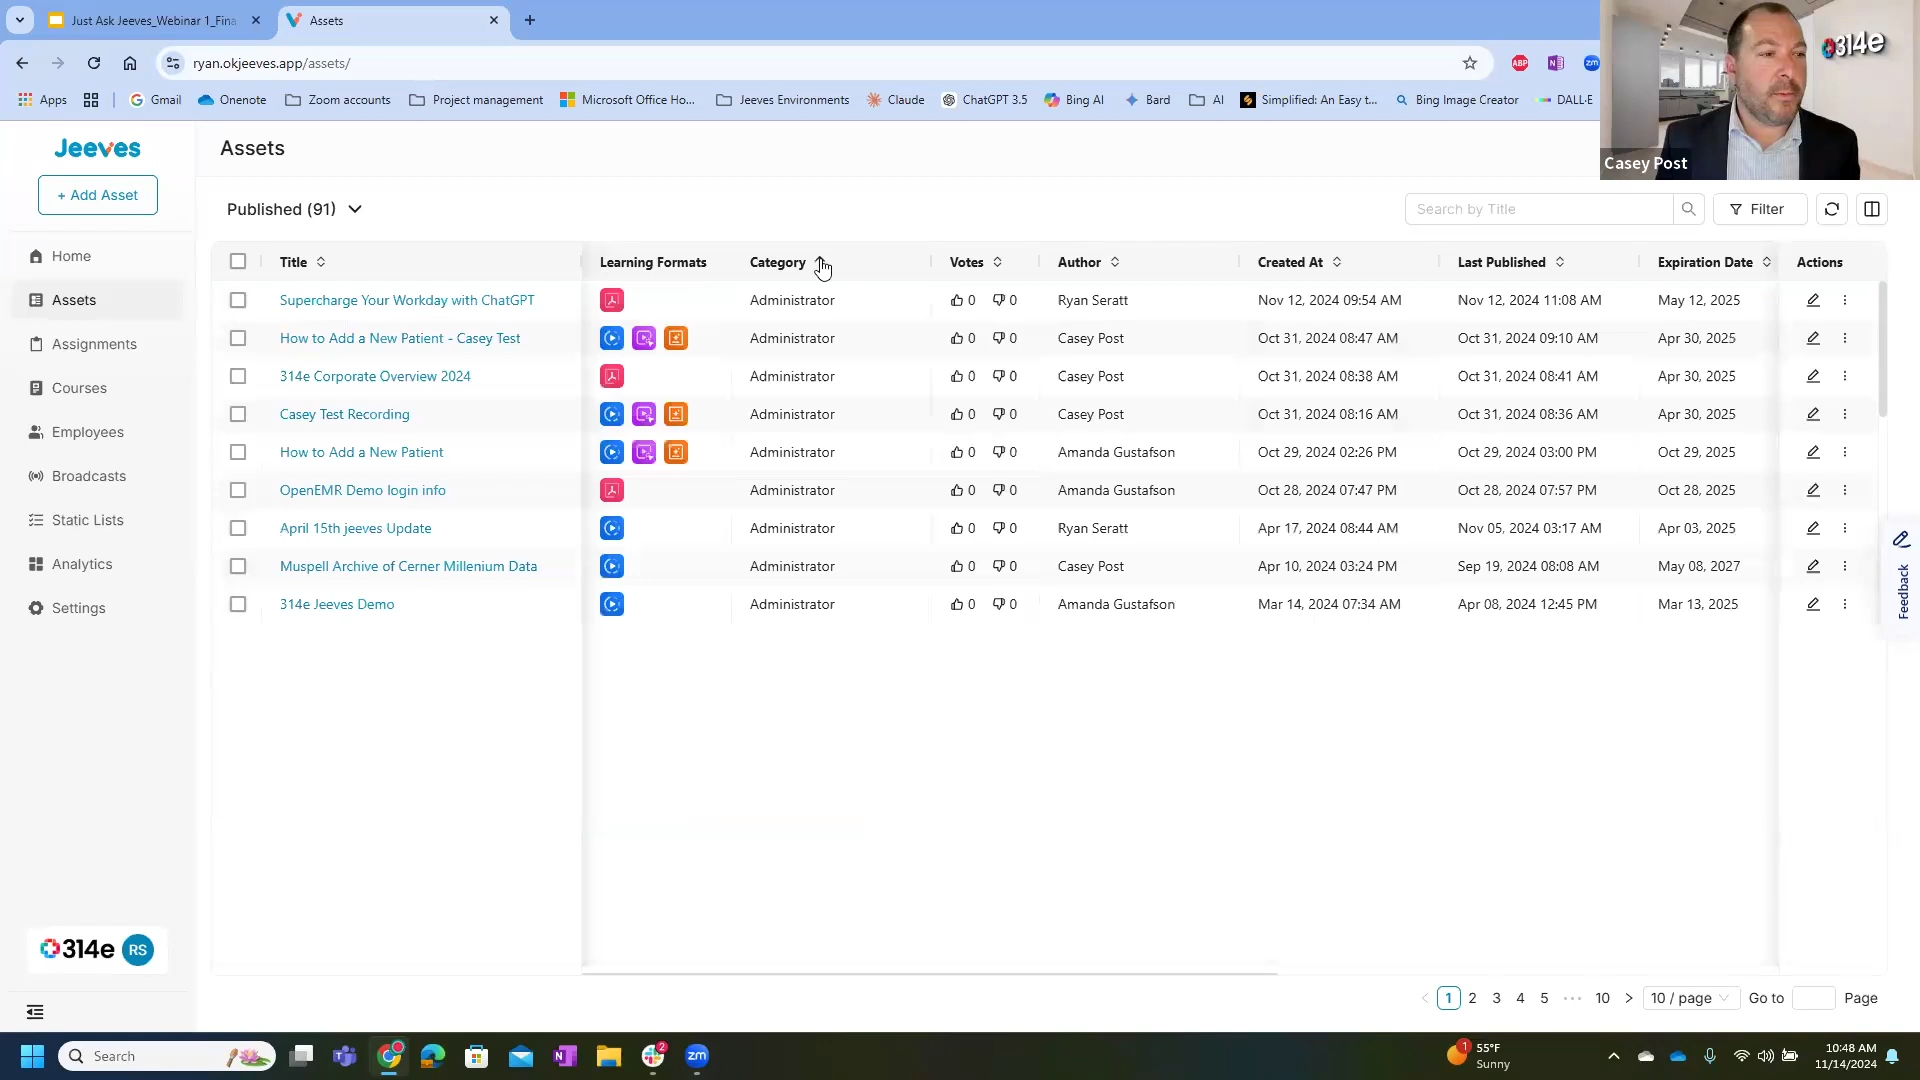 Just Ask Jeeves_Webinar 1_Fina
Assets
ryan.okjeeves.app/assets/
ABP
N
zm
314e
Apps
Gmail
Onenote
Zoom accounts
Project management
Microsoft Office Ho...
Jeeves Environments
Claude
ChatGPT 3.5
Bing AI
Bard
AI
Simplified: An Easy t...
Bing Image Creator
DALL·E
Casey Post
Jeeves
+ Add Asset
Home
Assets
Assignments
Courses
Employees
Broadcasts
Static Lists
Analytics
Settings
314e RS
Assets
Published (91)
Search by Title
Filter
Title Learning Formats Category Votes Author Created At Last Published Expiration Date Actions
Supercharge Your Workday with ChatGPT Administrator 0 0 Ryan Seratt Nov 12, 2024 09:54 AM Nov 12, 2024 11:08 AM May 12, 2025
How to Add a New Patient - Casey Test Administrator 0 0 Casey Post Oct 31, 2024 08:47 AM Oct 31, 2024 09:10 AM Apr 30, 2025
314e Corporate Overview 2024 Administrator 0 0 Casey Post Oct 31, 2024 08:38 AM Oct 31, 2024 08:41 AM Apr 30, 2025
Casey Test Recording Administrator 0 0 Casey Post Oct 31, 2024 08:16 AM Oct 31, 2024 08:36 AM Apr 30, 2025
How to Add a New Patient Administrator 0 0 Amanda Gustafson Oct 29, 2024 02:26 PM Oct 29, 2024 03:00 PM Oct 29, 2025
OpenEMR Demo login info Administrator 0 0 Amanda Gustafson Oct 28, 2024 07:47 PM Oct 28, 2024 07:57 PM Oct 28, 2025
April 15th jeeves Update Administrator 0 0 Ryan Seratt Apr 17, 2024 08:44 AM Nov 05, 2024 03:17 AM Apr 03, 2025
Muspell Archive of Cerner Millenium Data Administrator 0 0 Casey Post Apr 10, 2024 03:24 PM Sep 19, 2024 08:08 AM May 08, 2027
314e Jeeves Demo Administrator 0 0 Amanda Gustafson Mar 14, 2024 07:34 AM Apr 08, 2024 12:45 PM Mar 13, 2025
Feedback
1 2 3 4 5 ••• 10 10 / page Go to Page
Search
2
zm
1
55°F
Sunny
10:48 AM
11/14/2024